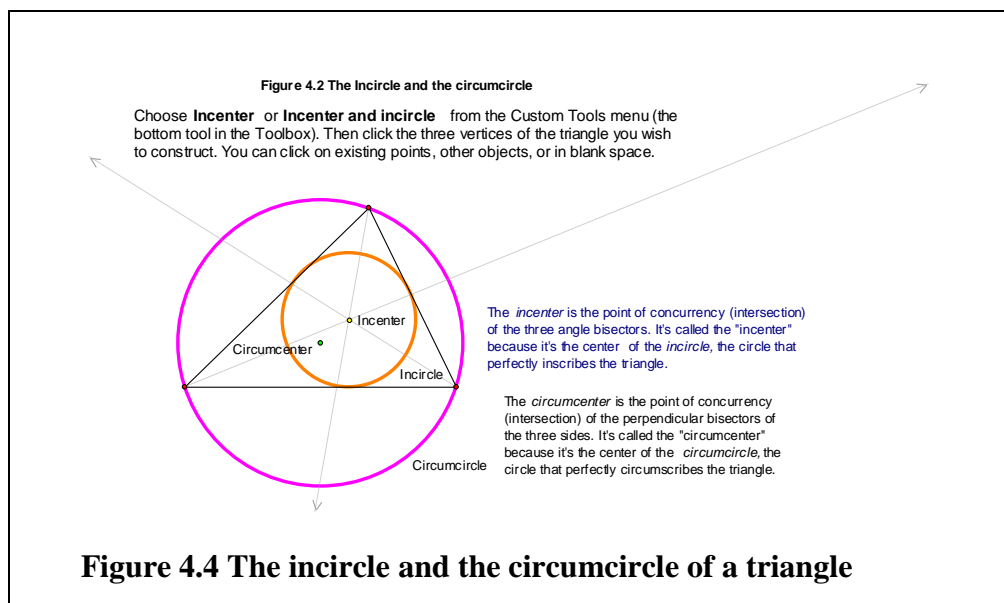 Figure 4.2 The Incircle and the circumcircle
Choose Incenter or Incenter and incircle from the Custom Tools menu (the
bottom tool in the Toolbox). Then click the three vertices of the triangle you wish
to construct. You can click on existing points, other objects, or in blank space.
Incenter
Circumcenter
Incircle
Circumcircle
The incenter is the point of concurrency (intersection)
of the three angle bisectors. It's called the "incenter"
because it's the center of the incircle, the circle that
perfectly inscribes the triangle.
The circumcenter is the point of concurrency
(intersection) of the perpendicular bisectors of
the three sides. It's called the "circumcenter"
because it's the center of the circumcircle, the
circle that perfectly circumscribes the triangle.
Figure 4.4 The incircle and the circumcircle of a triangle